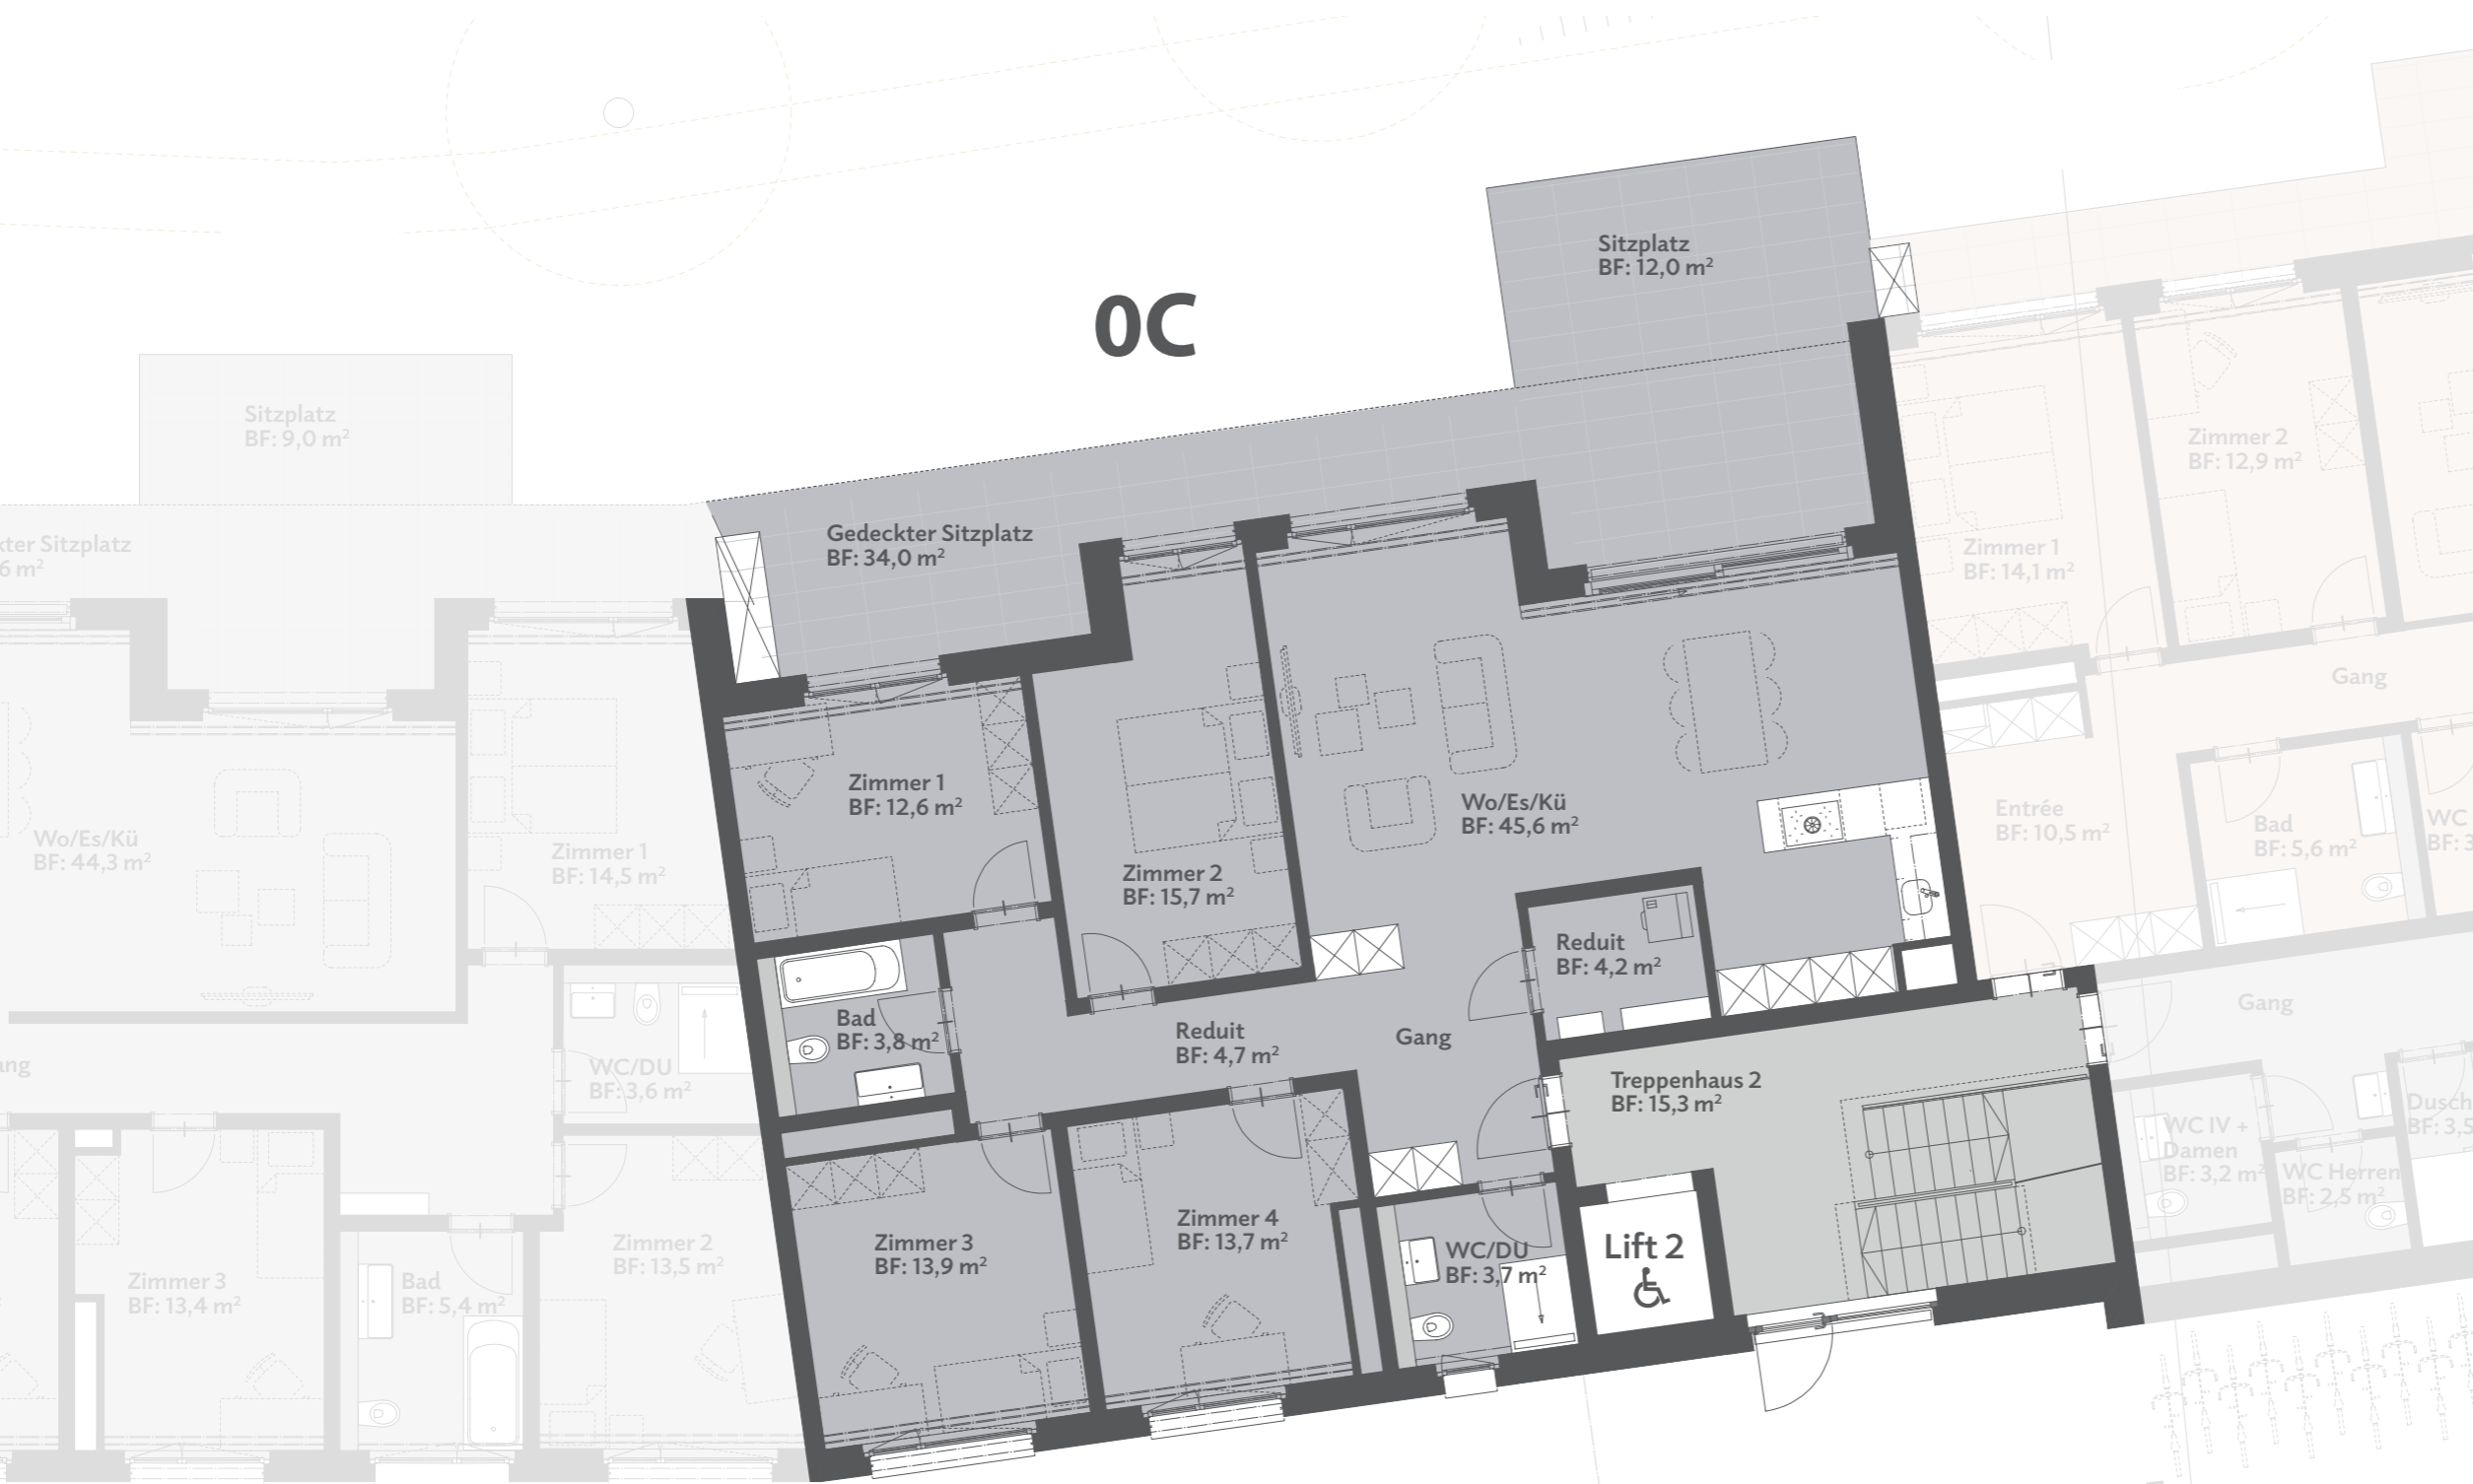 Sitzplatz
BF: 12,0 m²
0C
Sitzplatz
BF: 9,0 m²
Zimmer 2
BF: 12,9 m²
Gedeckter Sitzplatz
BF: 34,0 m²
Sitzplatz
Zimmer 1
BF: 14,1 m²
Gang
Zimmer 1
BF: 12,6 m²
Wo/Es/Kü
BF: 45,6 m²
Entrée
BF: 10,5 m²
Bad
BF: 5,6 m²
WC
Wo/Es/Kü
BF: 44,3 m²
Zimmer 1
BF: 14,5 m²
Zimmer 2
BF: 15,7 m²
Reduit
BF: 4,2 m²
Gang
Bad
BF: 3,8 m²
Reduit
BF: 4,7 m²
Gang
WC/DU
BF: 3,6 m²
Treppenhaus 2
BF: 15,3 m²
WC IV +
Damen
BF: 3,2 m²
WC Herren
BF: 2,5 m²
Zimmer 3
BF: 13,4 m²
Bad
BF: 5,4 m²
Zimmer 2
BF: 13,5 m²
Zimmer 3
BF: 13,9 m²
Zimmer 4
BF: 13,7 m²
WC/DU
BF: 3,7 m²
Lift 2